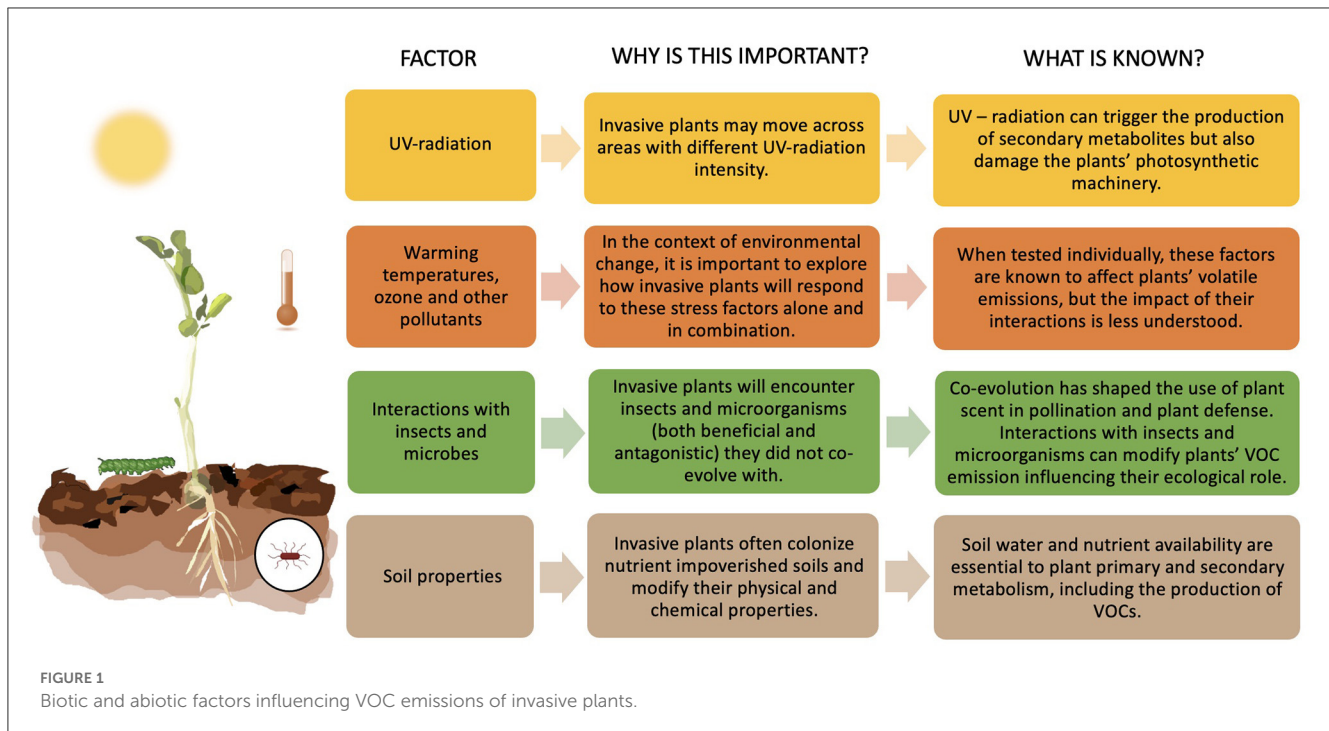 FACTOR
WHY IS THIS IMPORTANT?
WHAT IS KNOWN?
UV-radiation
Invasive plants may move across
areas with different UV-radiation
intensity.
UV – radiation can trigger the production
of secondary metabolites but also
damage the plants' photosynthetic
machinery.
Warming
temperatures,
ozone and other
pollutants
In the context of environmental
change, it is important to explore
how invasive plants will respond
to these stress factors alone and
in combination.
When tested individually, these factors
are known to affect plants' volatile
emissions, but the impact of their
interactions is less understood.
Interactions with
insects and
microbes
Invasive plants will encounter
insects and microorganisms
(both beneficial and
antagonistic) they did not co-
evolve with.
Co-evolution has shaped the use of plant
scent in pollination and plant defense.
Interactions with insects and
microorganisms can modify plants' VOC
emission influencing their ecological role.
Soil properties
Invasive plants often colonize
nutrient impoverished soils and
modify their physical and
chemical properties.
Soil water and nutrient availability are
essential to plant primary and secondary
metabolism, including the production of
VOCs.
FIGURE 1
Biotic and abiotic factors influencing VOC emissions of invasive plants.